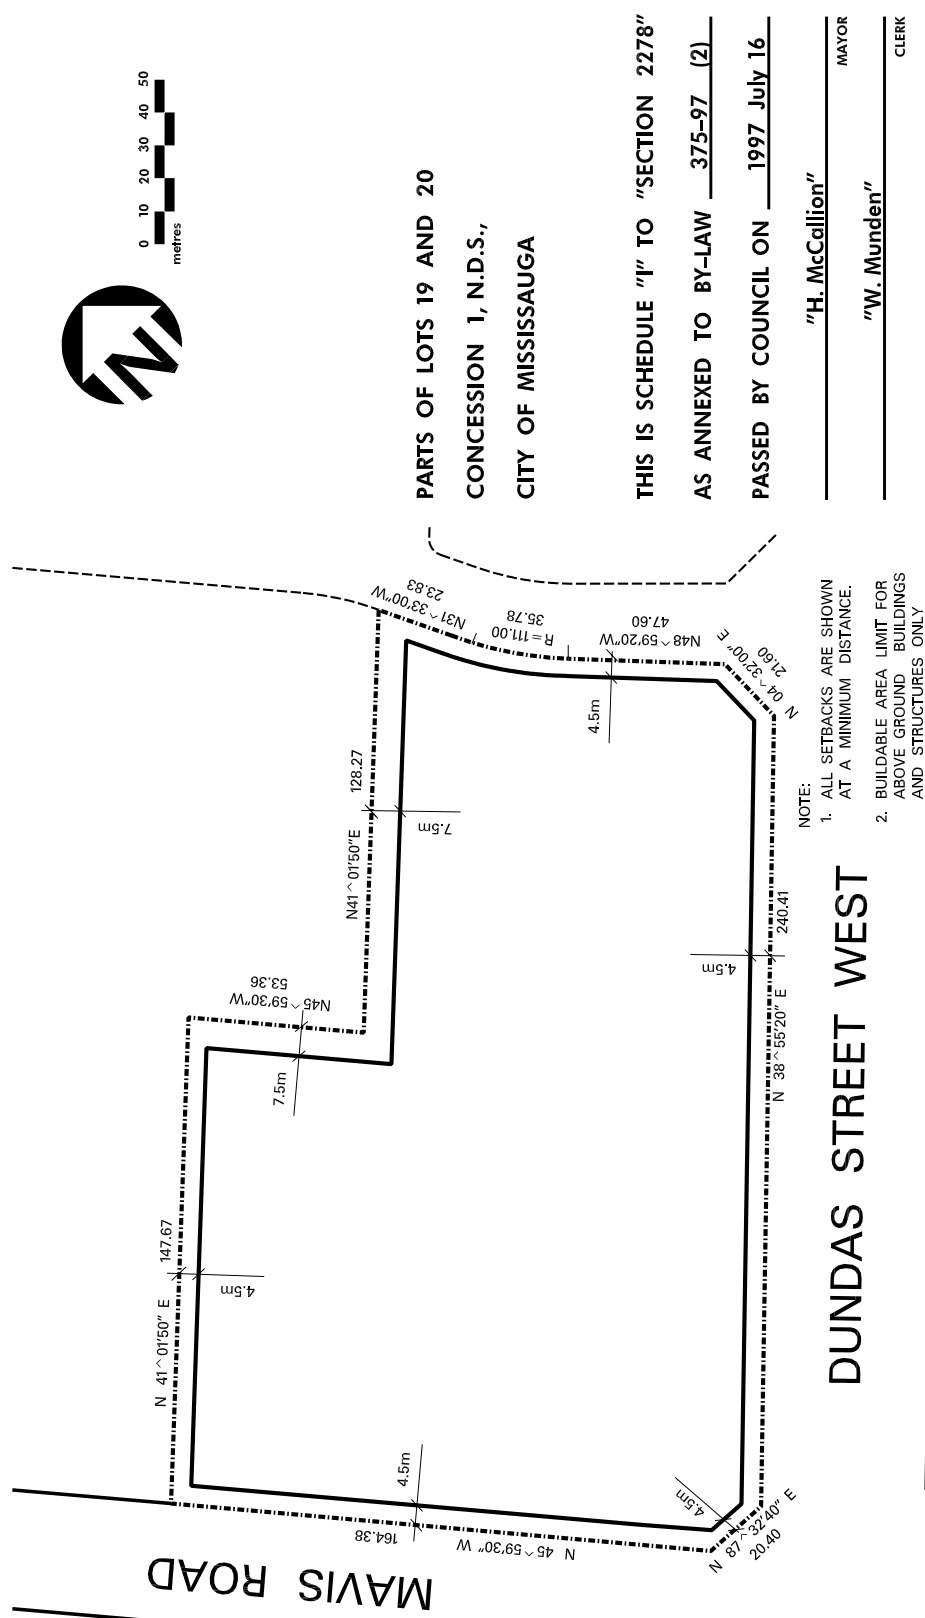 0 10 20 30 40 50
metres
N
PARTS OF LOTS 19 AND 20
CONCESSION 1, N.D.S.,
CITY OF MISSISSAUGA
THIS IS SCHEDULE "I" TO "SECTION 2278"
AS ANNEXED TO BY–LAW 375–97 (2)
PASSED BY COUNCIL ON 1997 July 16
"H. McCallion"
MAYOR
"W. Munden"
CLERK
N31^33'00"W
23.83
R=111.00
35.78
N48^59'20"W
47.60
N 04^32'00" E
21.60
4.5m
128.27
N41^01'50"E
7.5m
N45^59'30"W
53.36
7.5m
147.67
N 41^01'50" E
4.5m
240.41
N 38^55'20" E
4.5m
164.38
N 45^59'30" W
4.5m
N 87^32'40" E
20.40
4.5m
MAVIS ROAD
DUNDAS STREET WEST
NOTE:
1. ALL SETBACKS ARE SHOWN
AT A MINIMUM DISTANCE.
2. BUILDABLE AREA LIMIT FOR
ABOVE GROUND BUILDINGS
AND STRUCTURES ONLY